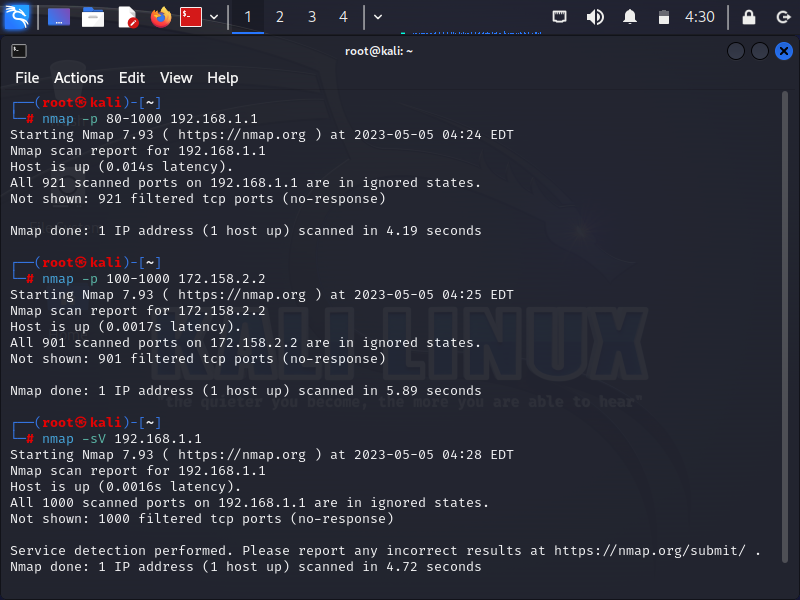 1 2 3 4 4:30
root@kali: ~
File Actions Edit View Help
┌──(root㉿kali)-[~]
└─# nmap -p 80-1000 192.168.1.1
Starting Nmap 7.93 ( https://nmap.org ) at 2023-05-05 04:24 EDT
Nmap scan report for 192.168.1.1
Host is up (0.014s latency).
All 921 scanned ports on 192.168.1.1 are in ignored states.
Not shown: 921 filtered tcp ports (no-response)
Nmap done: 1 IP address (1 host up) scanned in 4.19 seconds
┌──(root㉿kali)-[~]
└─# nmap -p 100-1000 172.158.2.2
Starting Nmap 7.93 ( https://nmap.org ) at 2023-05-05 04:25 EDT
Nmap scan report for 172.158.2.2
Host is up (0.0017s latency).
All 901 scanned ports on 172.158.2.2 are in ignored states.
Not shown: 901 filtered tcp ports (no-response)
KALI LINUX
Nmap done: 1 IP address (1 host up) scanned in 5.89 seconds
"the quieter you become, the more you are able to hear"
┌──(root㉿kali)-[~]
└─# nmap -sV 192.168.1.1
Starting Nmap 7.93 ( https://nmap.org ) at 2023-05-05 04:28 EDT
Nmap scan report for 192.168.1.1
Host is up (0.0016s latency).
All 1000 scanned ports on 192.168.1.1 are in ignored states.
Not shown: 1000 filtered tcp ports (no-response)
Service detection performed. Please report any incorrect results at https://nmap.org/submit/ .
Nmap done: 1 IP address (1 host up) scanned in 4.72 seconds